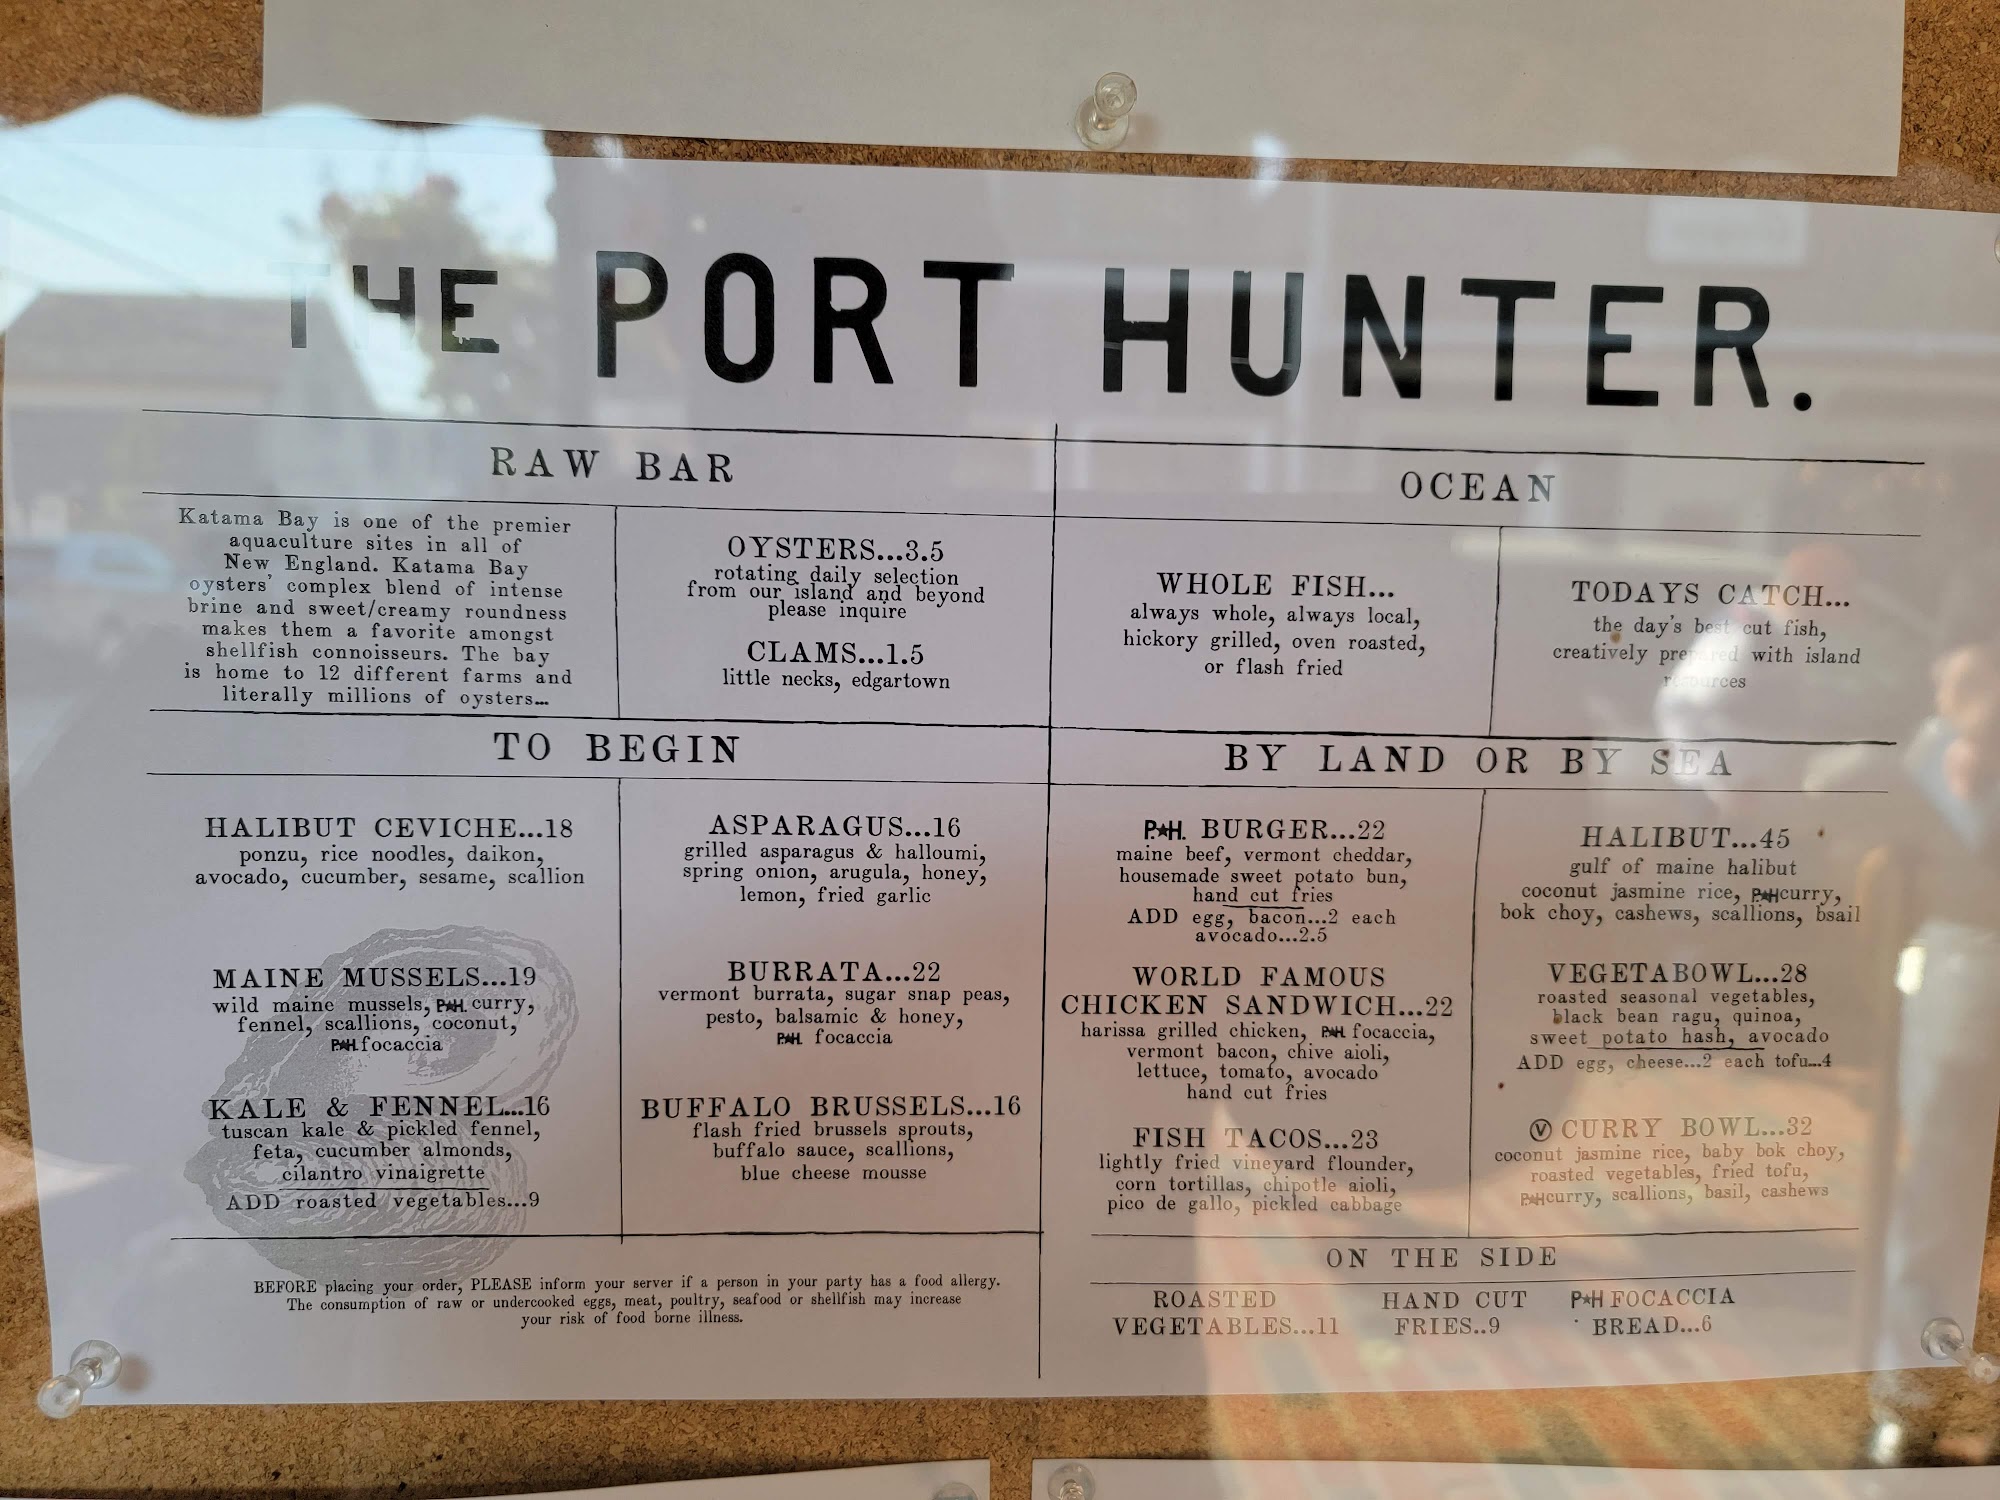 THE PORT HUNTER.
RAW BAR
Katama Bay is one of the premier
aquaculture sites in all of
New England. Katama Bay
oysters' complex blend of intense
brine and sweet/creamy roundness
makes them a favorite amongst
shellfish connoisseurs. The bay
is home to 12 different farms and
literally millions of oysters...
OYSTERS...3.5
rotating daily selection
from our island and beyond
please inquire
CLAMS...1.5
little necks, edgartown
OCEAN
WHOLE FISH...
always whole, always local,
hickory grilled, oven roasted,
or flash fried
TODAYS CATCH...
the day's best cut fish,
creatively prepared with island
resources
TO BEGIN
HALIBUT CEVICHE...18
ponzu, rice noodles, daikon,
avocado, cucumber, sesame, scallion
MAINE MUSSELS...19
wild maine mussels, P★H. curry,
fennel, scallions, coconut,
P★H. focaccia
KALE & FENNEL...16
tuscan kale & pickled fennel,
feta, cucumber almonds,
cilantro vinaigrette
ADD roasted vegetables...9
ASPARAGUS...16
grilled asparagus & halloumi,
spring onion, arugula, honey,
lemon, fried garlic
BURRATA...22
vermont burrata, sugar snap peas,
pesto, balsamic & honey,
P★H. focaccia
BUFFALO BRUSSELS...16
flash fried brussels sprouts,
buffalo sauce, scallions,
blue cheese mousse
BY LAND OR BY SEA
P★H. BURGER...22
maine beef, vermont cheddar,
housemade sweet potato bun,
hand cut fries
ADD egg, bacon...2 each
avocado...2.5
WORLD FAMOUS
CHICKEN SANDWICH...22
harissa grilled chicken, P★H. focaccia,
vermont bacon, chive aioli,
lettuce, tomato, avocado
hand cut fries
FISH TACOS...23
lightly fried vineyard flounder,
corn tortillas, chipotle aioli,
pico de gallo, pickled cabbage
HALIBUT...45
gulf of maine halibut
coconut jasmine rice, P★H curry,
bok choy, cashews, scallions, bsail
VEGETABOWL...28
roasted seasonal vegetables,
black bean ragu, quinoa,
sweet potato hash, avocado
ADD egg, cheese...2 each tofu...4
Ⓥ CURRY BOWL...32
coconut jasmine rice, baby bok choy,
roasted vegetables, fried tofu,
P★H curry, scallions, basil, cashews
ON THE SIDE
ROASTED
VEGETABLES...11
HAND CUT
FRIES..9
P★H FOCACCIA
BREAD...6
BEFORE placing your order, PLEASE inform your server if a person in your party has a food allergy.
The consumption of raw or undercooked eggs, meat, poultry, seafood or shellfish may increase
your risk of food borne illness.